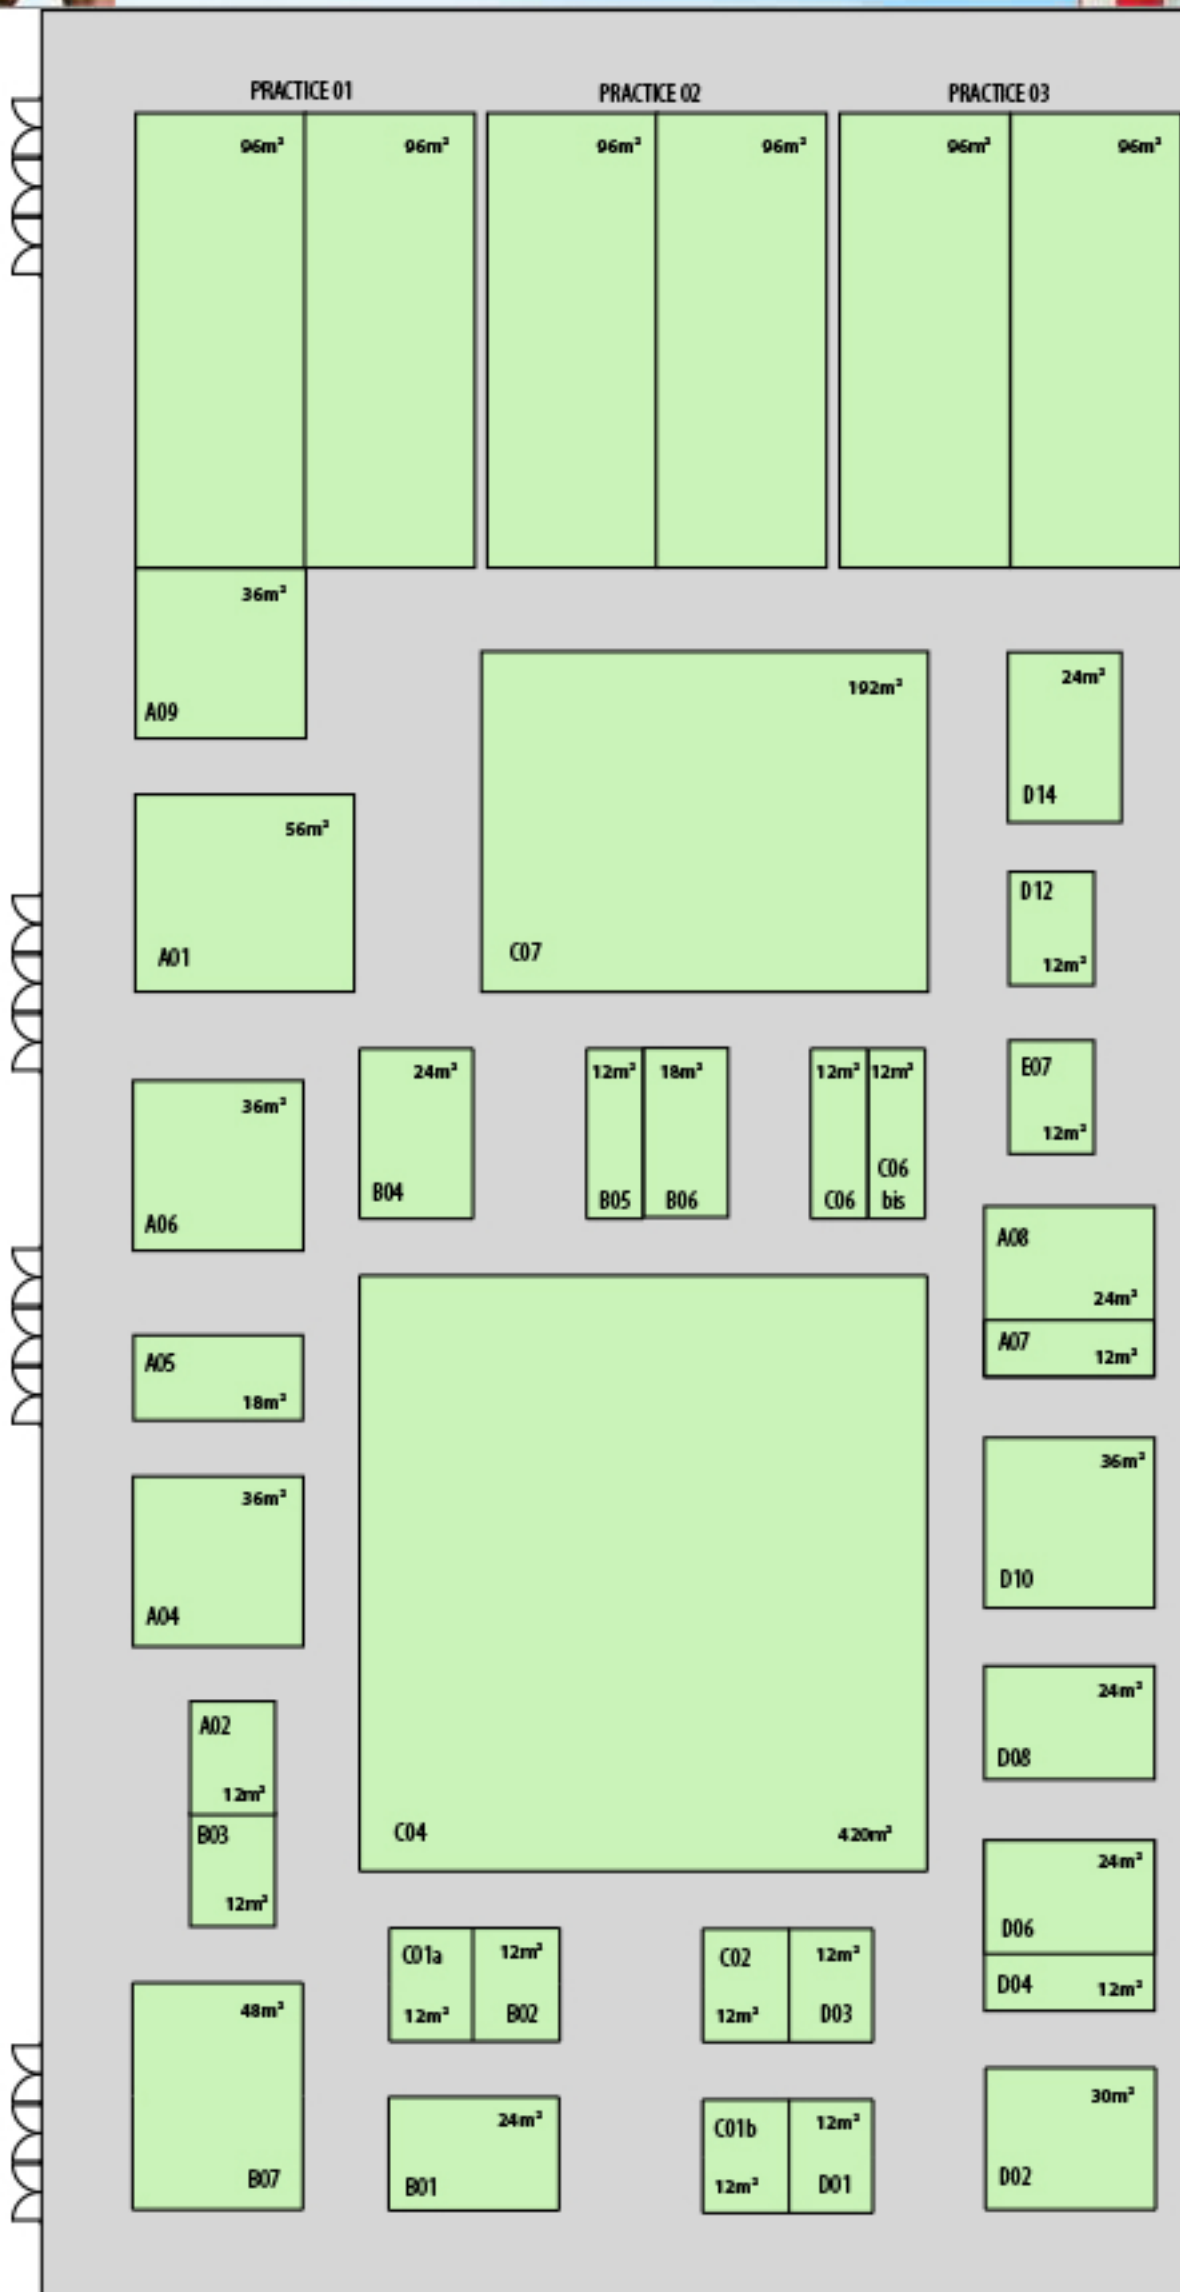 PRACTICE 01
PRACTICE 02
PRACTICE 03
96m²
96m²
96m²
96m²
96m²
96m²
36m²
A09
192m²
C07
24m²
D14
56m²
A01
D12
12m²
E07
12m²
24m²
B04
12m²
B05
18m²
B06
12m²
C06
12m²
C06
bis
36m²
A06
A08
24m²
A07
12m²
A05
18m²
36m²
D10
36m²
A04
C04
420m²
24m²
D08
A02
12m²
B03
12m²
24m²
D06
D04
12m²
C01a
12m²
12m²
B02
C02
12m²
12m²
D03
48m²
B07
24m²
B01
C01b
12m²
12m²
D01
30m²
D02